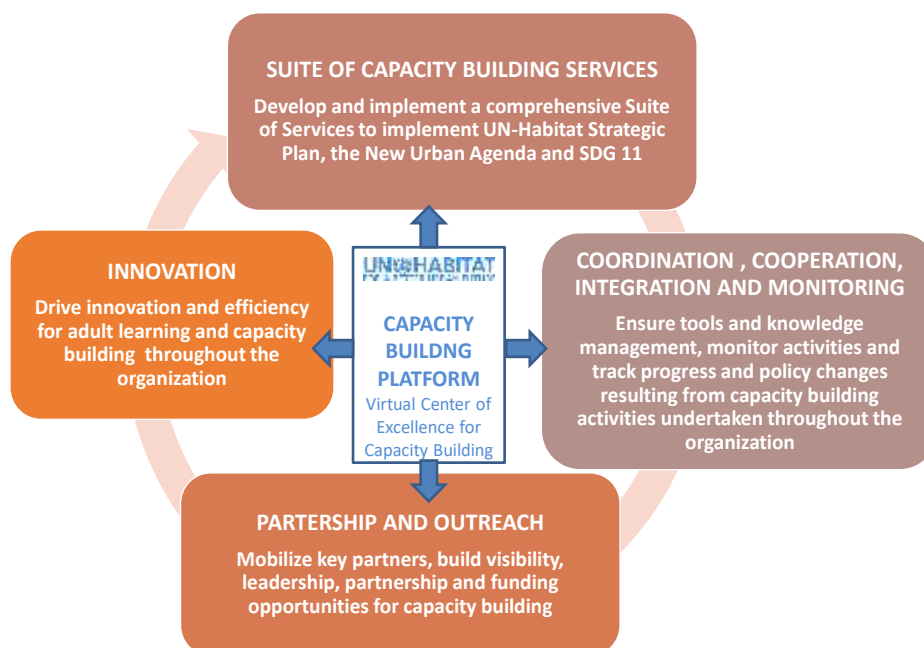 SUITE OF CAPACITY BUILDING SERVICES
Develop and implement a comprehensive Suite
of Services to implement UN-Habitat Strategic
Plan, the New Urban Agenda and SDG 11
INNOVATION
Drive innovation and efficiency
for adult learning and capacity
building throughout the
organization
UN HABITAT
CAPACITY
BUILDNG
PLATFORM
Virtual Center of
Excellence for
Capacity Building
COORDINATION , COOPERATION,
INTEGRATION AND MONITORING
Ensure tools and knowledge
management, monitor activities and
track progress and policy changes
resulting from capacity building
activities undertaken throughout the
organization
PARTERSHIP AND OUTREACH
Mobilize key partners, build visibility,
leadership, partnership and funding
opportunities for capacity building